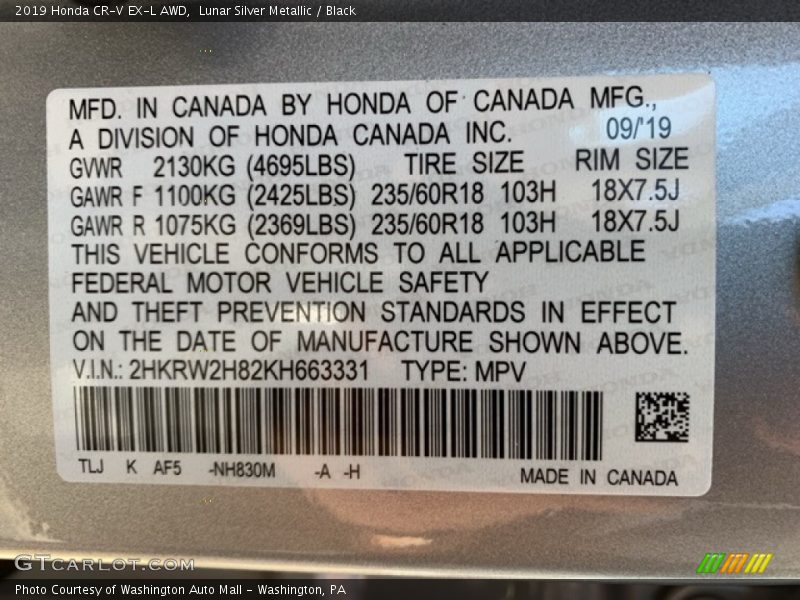 2019 Honda CR-V EX-L AWD,  Lunar Silver Metallic / Black
MFD. IN CANADA BY HONDA OF CANADA MFG.,
A DIVISION OF HONDA CANADA INC. 09/'19
GVWR 2130KG (4695LBS) TIRE SIZE RIM SIZE
GAWR F 1100KG (2425LBS) 235/60R18 103H 18X7.5J
GAWR R 1075KG (2369LBS) 235/60R18 103H 18X7.5J
THIS VEHICLE CONFORMS TO ALL APPLICABLE
FEDERAL MOTOR VEHICLE SAFETY
AND THEFT PREVENTION STANDARDS IN EFFECT
ON THE DATE OF MANUFACTURE SHOWN ABOVE.
V.I.N.: 2HKRW2H82KH663331 TYPE: MPV
TLJ K AF5 -NH830M -A -H MADE IN CANADA
GTCARLOT.COM
Photo Courtesy of Washington Auto Mall - Washington, PA